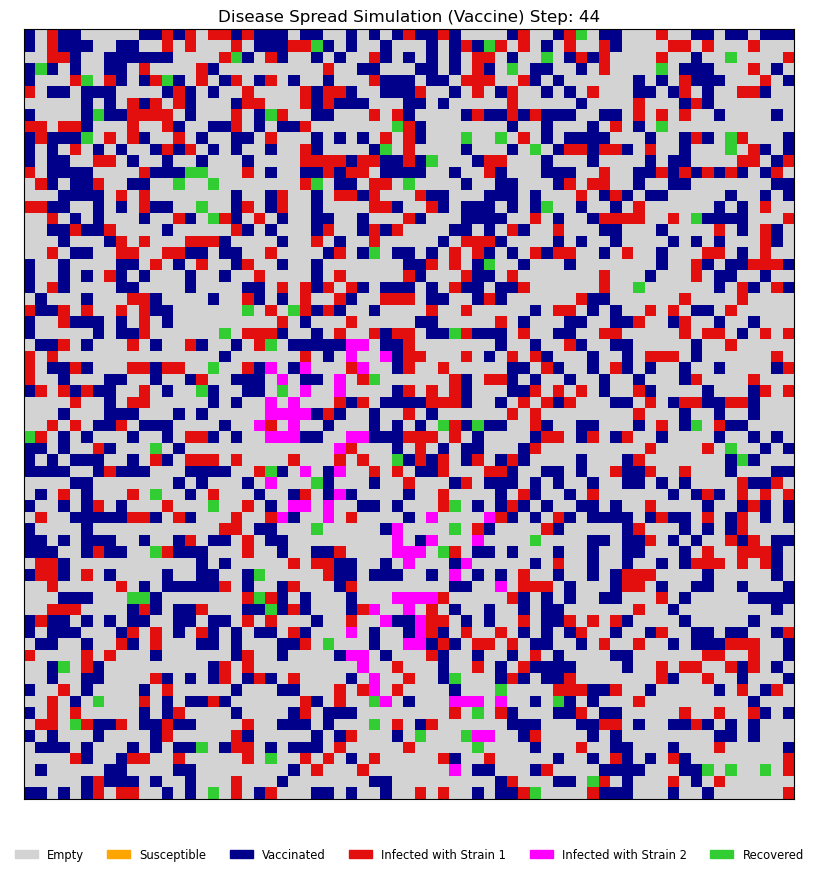 Disease Spread Simulation (Vaccine) Step: 44
Empty Susceptible Vaccinated Infected with Strain 1 Infected with Strain 2 Recovered